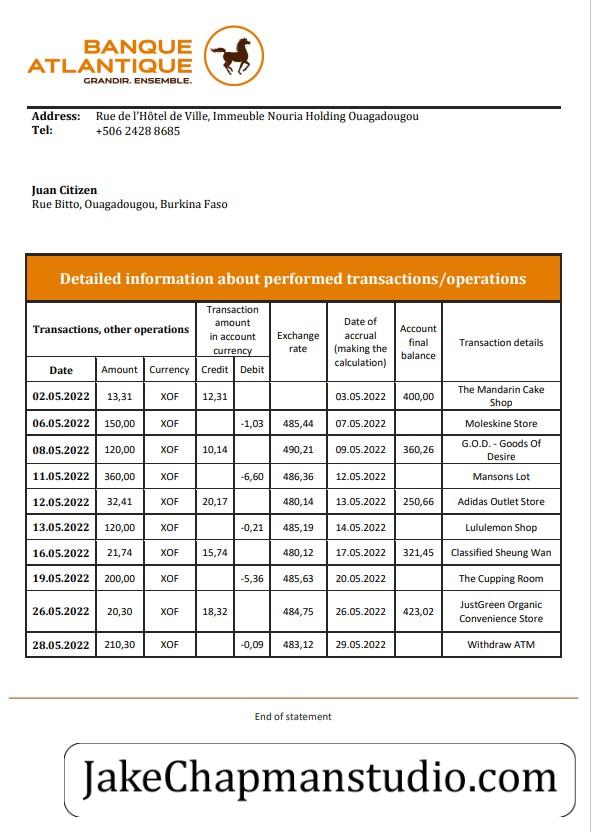 BANQUE
ATLANTIQUE
GRANDIR. ENSEMBLE.
Address: Rue de l'Hôtel de Ville, Immeuble Nouria Holding Ouagadougou
Tel: +506 2428 8685
Juan Citizen
Rue Bitto, Ouagadougou, Burkina Faso
Detailed information about performed transactions/operations
Transactions, other operations
Transaction
amount
in account
currency
Exchange
rate
Date of
accrual
(making the
calculation)
Account
final
balance
Transaction details
Date Amount Currency Credit Debit
02.05.2022 13,31 XOF 12,31 03.05.2022 400,00 The Mandarin Cake
Shop
06.05.2022 150,00 XOF -1,03 485,44 07.05.2022 Moleskine Store
08.05.2022 120,00 XOF 10,14 490,21 09.05.2022 360,26 G.O.D. - Goods Of
Desire
11.05.2022 360,00 XOF -6,60 486,36 12.05.2022 Mansons Lot
12.05.2022 32,41 XOF 20,17 480,14 13.05.2022 250,66 Adidas Outlet Store
13.05.2022 120,00 XOF -0,21 485,19 14.05.2022 Lululemon Shop
16.05.2022 21,74 XOF 15,74 480,12 17.05.2022 321,45 Classified Sheung Wan
19.05.2022 200,00 XOF -5,36 485,63 20.05.2022 The Cupping Room
26.05.2022 20,30 XOF 18,32 484,75 26.05.2022 423,02 JustGreen Organic
Convenience Store
28.05.2022 210,30 XOF -0,09 483,12 29.05.2022 Withdraw ATM
End of statement
JakeChapmanstudio.com